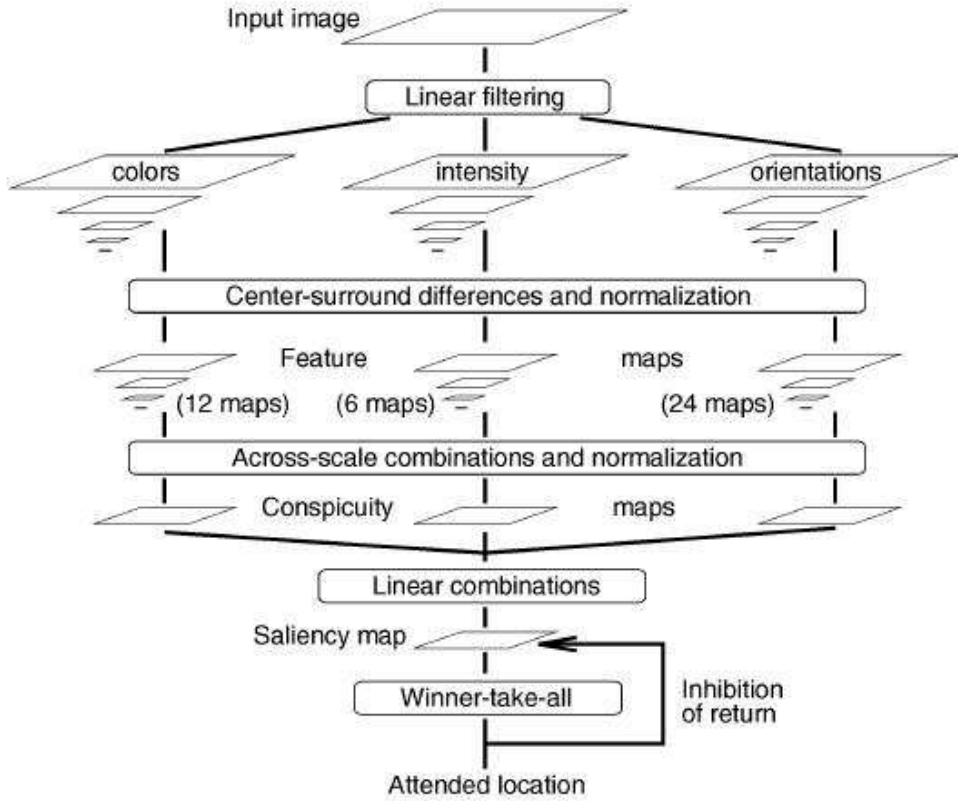 Input image
Linear filtering
colors intensity orientations
Center-surround differences and normalization
Feature maps
(12 maps) (6 maps) (24 maps)
Across-scale combinations and normalization
Conspicuity maps
Linear combinations
Saliency map
Winner-take-all
Inhibition
of return
Attended location